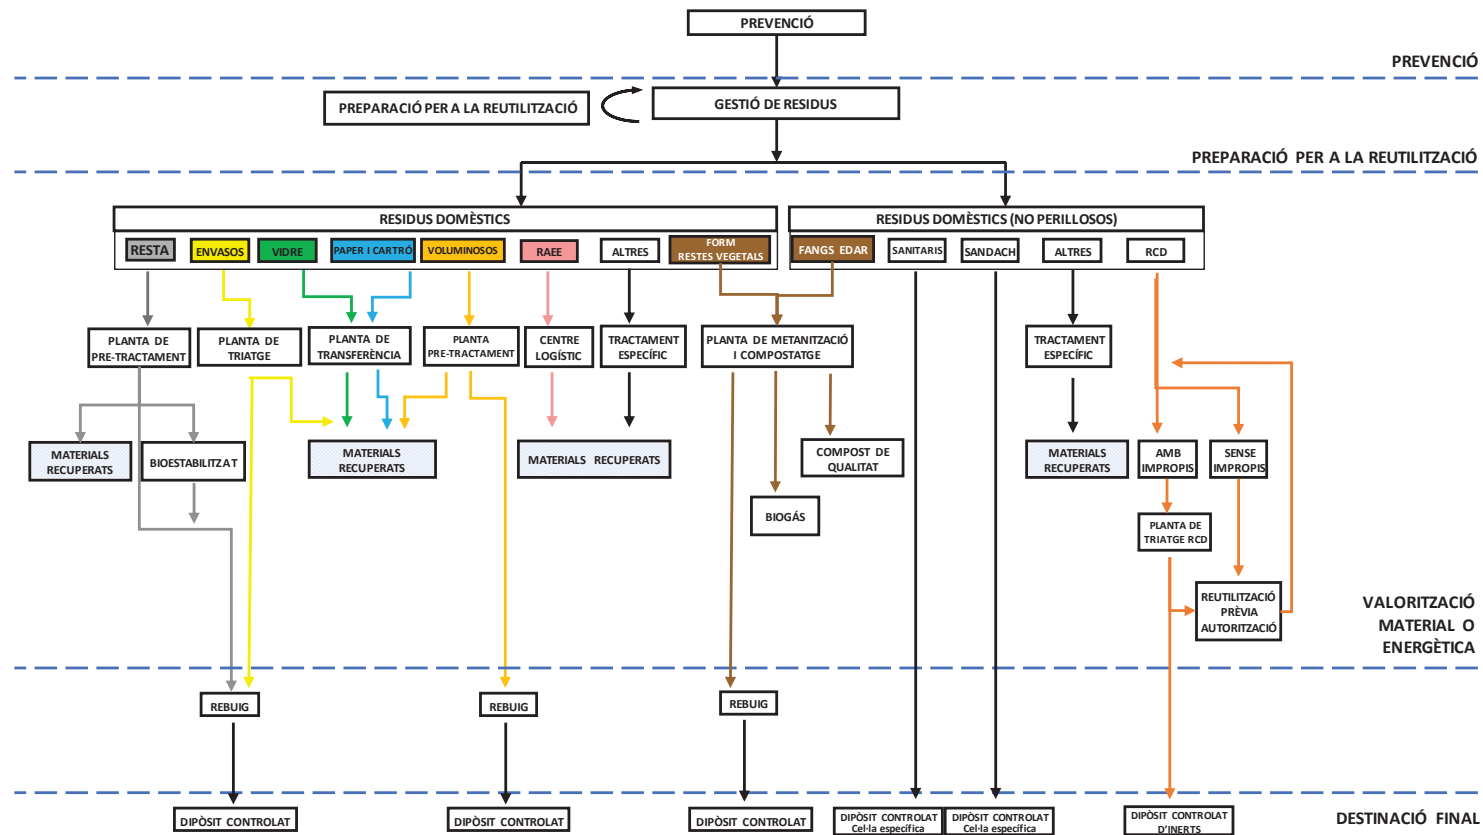 PREVENCIÓ
PREVENCIÓ
PREPARACIÓ PER A LA REUTILITZACIÓ
GESTIÓ DE RESIDUS
PREPARACIÓ PER A LA REUTILITZACIÓ
RESIDUS DOMÈSTICS
RESIDUS DOMÈSTICS (NO PERILLOSOS)
RESTA
ENVASOS
VIDRE
PAPER I CARTRÓ
VOLUMINOSOS
RAEE
ALTRES
FORM
RESTES VEGETALS
FANGS EDAR
SANITARIS
SANDACH
ALTRES
RCD
PLANTA DE
PRE-TRACTAMENT
PLANTA DE
TRIATGE
PLANTA DE
TRANSFERÈNCIA
PLANTA
PRE-TRACTAMENT
CENTRE
LOGÍSTIC
TRACTAMENT
ESPECÍFIC
PLANTA DE METANITZACIÓ
I COMPOSTATGE
TRACTAMENT
ESPECÍFIC
MATERIALS
RECUPERATS
BIOESTABILITZAT
MATERIALS
RECUPERATS
MATERIALS RECUPERATS
COMPOST DE
QUALITAT
MATERIALS
RECUPERATS
AMB
IMPROPIS
SENSE
IMPROPIS
BIOGÁS
PLANTA DE
TRIATGE RCD
REUTILITZACIÓ
PRÈVIA
AUTORITZACIÓ
VALORITZACIÓ
MATERIAL O
ENERGÈTICA
REBUIG
REBUIG
REBUIG
DIPÒSIT CONTROLAT
DIPÒSIT CONTROLAT
DIPÒSIT CONTROLAT
DIPÒSIT CONTROLAT
Cel·la específica
DIPÒSIT CONTROLAT
Cel·la específica
DIPÒSIT CONTROLAT
D'INERTS
DESTINACIÓ FINAL